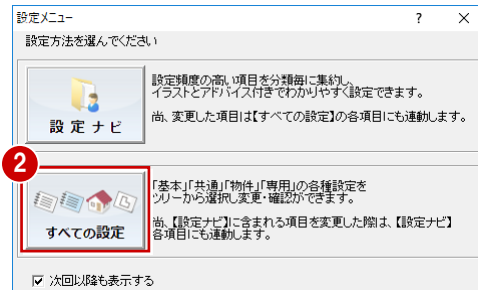 設定メニュー ? ×
設定方法を選んでください
設定ナビ
設定頻度の高い項目を分類毎に集約し、
イラストとアドバイス付きでわかりやすく設定できます。
尚、変更した項目は【すべての設定】の各項目にも連動します。
2
すべての設定
「基本」「共通」「物件」「専用」の各種設定を
ツリーから選択し変更・確認ができます。
尚、【設定ナビ】に含まれる項目を変更した際は、【設定ナビ】
各項目にも連動します。
次回以降も表示する